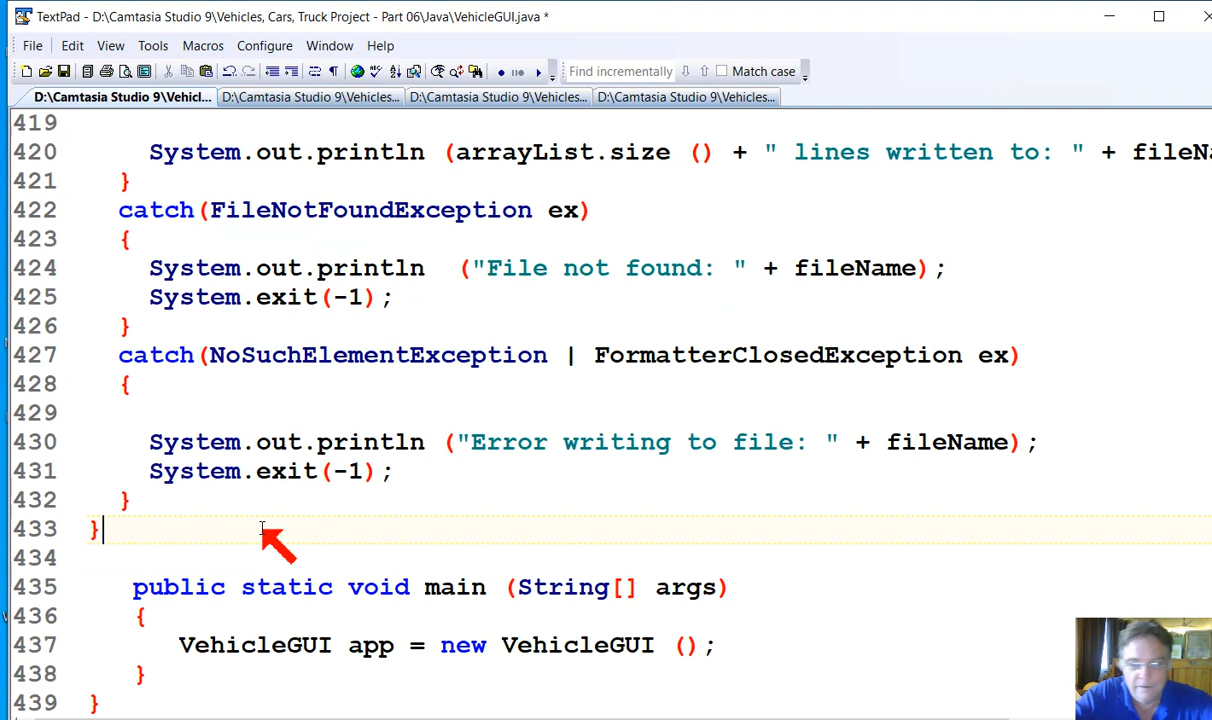 TextPad - D:\Camtasia Studio 9\Vehicles, Cars, Truck Project - Part 06\Java\VehicleGUI.java *
File Edit View Tools Macros Configure Window Help
Find incrementally Match case
D:\Camtasia Studio 9\Vehicl... D:\Camtasia Studio 9\Vehicles... D:\Camtasia Studio 9\Vehicles... D:\Camtasia Studio 9\Vehicles...
419
420 System.out.println (arrayList.size () + " lines written to: " + fileNa
421 }
422 catch(FileNotFoundException ex)
423 {
424 System.out.println ("File not found: " + fileName);
425 System.exit(-1);
426 }
427 catch(NoSuchElementException | FormatterClosedException ex)
428 {
429
430 System.out.println ("Error writing to file: " + fileName);
431 System.exit(-1);
432 }
433 }
434
435 public static void main (String[] args)
436 {
437 VehicleGUI app = new VehicleGUI ();
438 }
439 }